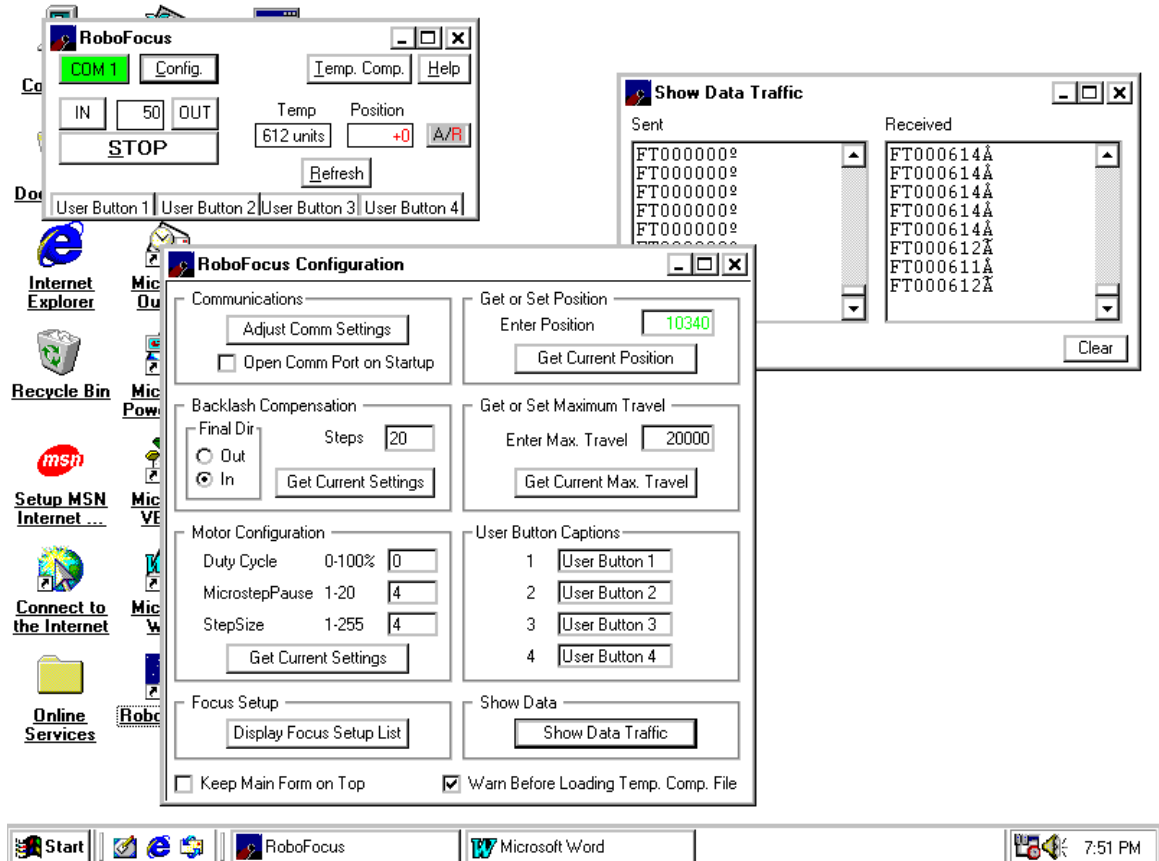 RoboFocus
COM 1
Config.
Temp. Comp.
Help
IN
50
OUT
Temp
Position
612 units
+0
A/R
STOP
Refresh
User Button 1
User Button 2
User Button 3
User Button 4
Show Data Traffic
Sent
Received
FT000000º
FT000000º
FT000000º
FT000000º
FT000000º
FT000614Å
FT000614Å
FT000614Å
FT000614Å
FT000614Å
FT000612Ã
FT000611Â
FT000612Ã
Clear
Internet
Explorer
Recycle Bin
msn
Setup MSN
Internet ...
Connect to
the Internet
Online
Services
RoboFocus Configuration
Communications
Adjust Comm Settings
Open Comm Port on Startup
Get or Set Position
Enter Position
10340
Get Current Position
Backlash Compensation
Final Dir
Out
In
Steps
20
Get Current Settings
Get or Set Maximum Travel
Enter Max. Travel
20000
Get Current Max. Travel
Motor Configuration
Duty Cycle 0-100% 0
MicrostepPause 1-20 4
StepSize 1-255 4
Get Current Settings
User Button Captions
1 User Button 1
2 User Button 2
3 User Button 3
4 User Button 4
Focus Setup
Display Focus Setup List
Show Data
Show Data Traffic
Keep Main Form on Top
Warn Before Loading Temp. Comp. File
Start
RoboFocus
Microsoft Word
7:51 PM